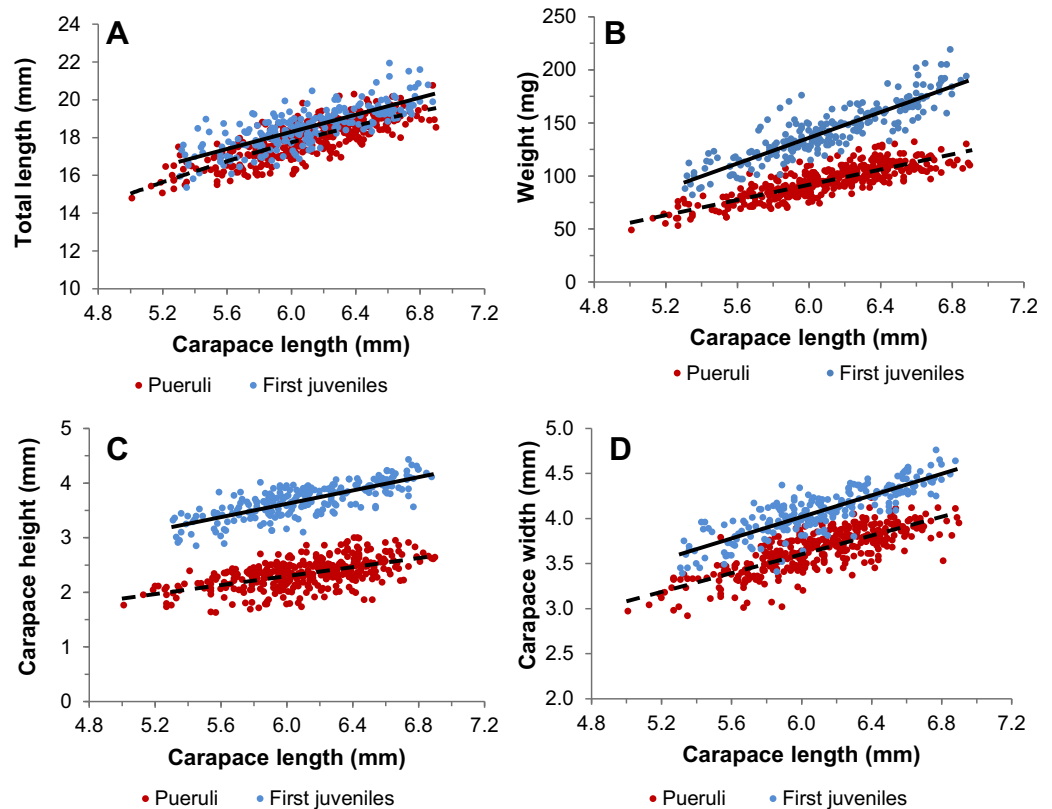 A
Total length (mm)
24
22
20
18
16
14
12
10
4.8 5.2 5.6 6.0 6.4 6.8 7.2
Carapace length (mm)
Pueruli First juveniles
B
Weight (mg)
250
200
150
100
50
0
4.8 5.2 5.6 6.0 6.4 6.8 7.2
Carapace length (mm)
Pueruli First juveniles
C
Carapace height (mm)
5
4
3
2
1
0
4.8 5.2 5.6 6.0 6.4 6.8 7.2
Carapace length (mm)
Pueruli First juveniles
D
Carapace width (mm)
5.0
4.5
4.0
3.5
3.0
2.5
2.0
4.8 5.2 5.6 6.0 6.4 6.8 7.2
Carapace length (mm)
Pueruli First juveniles